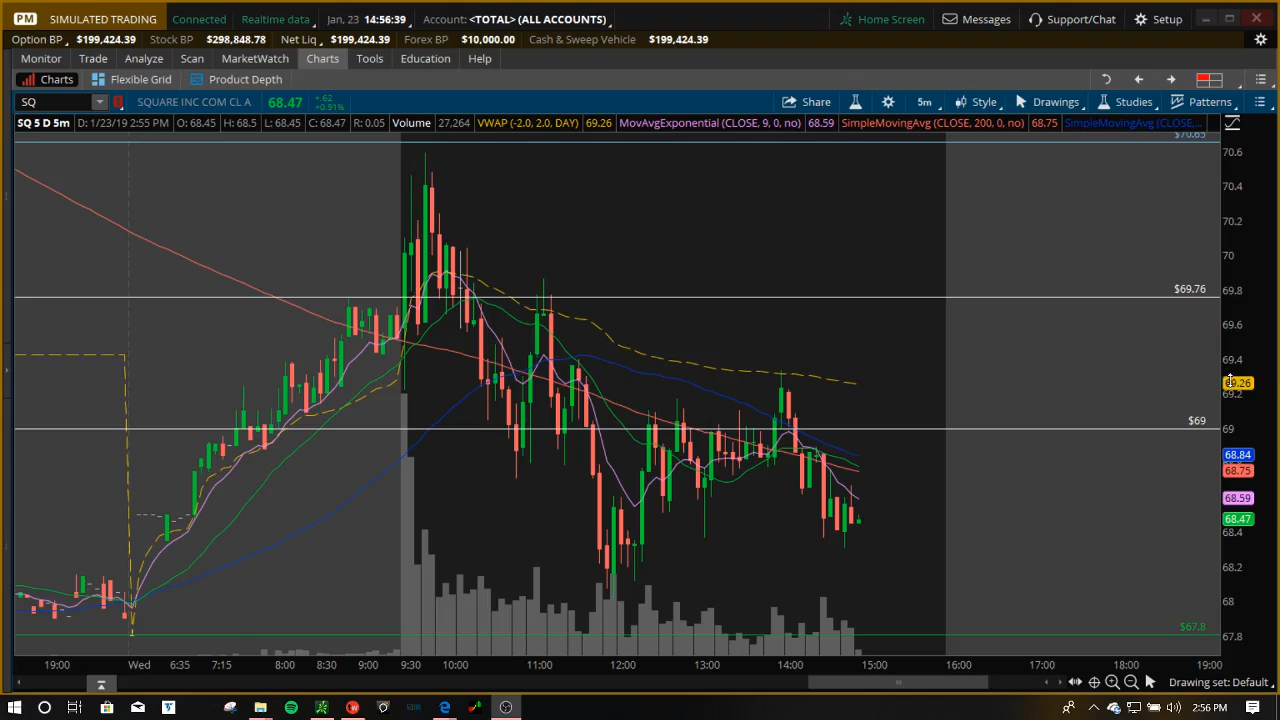 PM SIMULATED TRADING Connected Realtime data Jan, 23 14:56:39 Account: <TOTAL> (ALL ACCOUNTS) Home Screen Messages Support/Chat Setup
Option BP $199,424.39 Stock BP $298,848.78 Net Liq $199,424.39 Forex BP $10,000.00 Cash & Sweep Vehicle $199,424.39
Monitor Trade Analyze Scan MarketWatch Charts Tools Education Help
Charts Flexible Grid Product Depth
SQ SQUARE INC COM CL A 68.47 +.62 +0.91% Share 5m Style Drawings Studies Patterns
SQ 5 D 5m D: 1/23/19 2:55 PM O: 68.45 H: 68.5 L: 68.45 C: 68.47 R: 0.05 Volume 27,264 VWAP (-2.0, 2.0, DAY) 69.26 MovAvgExponential (CLOSE, 9, 0, no) 68.59 SimpleMovingAvg (CLOSE, 200, 0, no) 68.75 SimpleMovingAvg (CLOSE,...
$70.65
70.6
70.4
70.2
70
$69.76
69.8
69.6
69.4
69.26
69.2
$69
69
68.84
68.75
68.59
68.47
68.4
68.2
68
$67.8
67.8
19:00 Wed 6:35 7:15 8:00 8:30 9:00 9:30 10:00 11:00 12:00 13:00 14:00 15:00 16:00 17:00 18:00 19:00
Drawing set: Default
2:56 PM